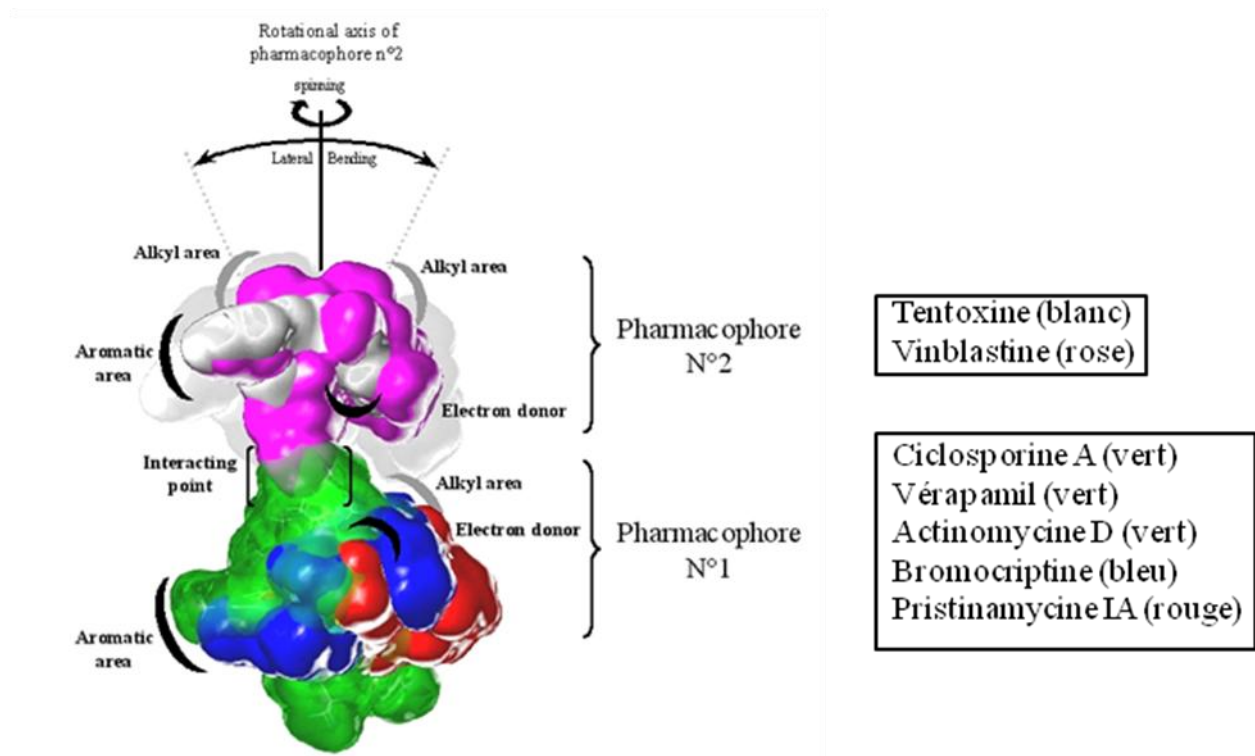 Rotational axis of
pharmacophore n°2
spinning
Lateral Bending
Alkyl area
Alkyl area
Aromatic
area
Pharmacophore
N°2
Electron donor
Interacting
point
Alkyl area
Electron donor
Pharmacophore
N°1
Aromatic
area
Tentoxine (blanc)
Vinblastine (rose)
Ciclosporine A (vert)
Vérapamil (vert)
Actinomycine D (vert)
Bromocriptine (bleu)
Pristinamycine IA (rouge)